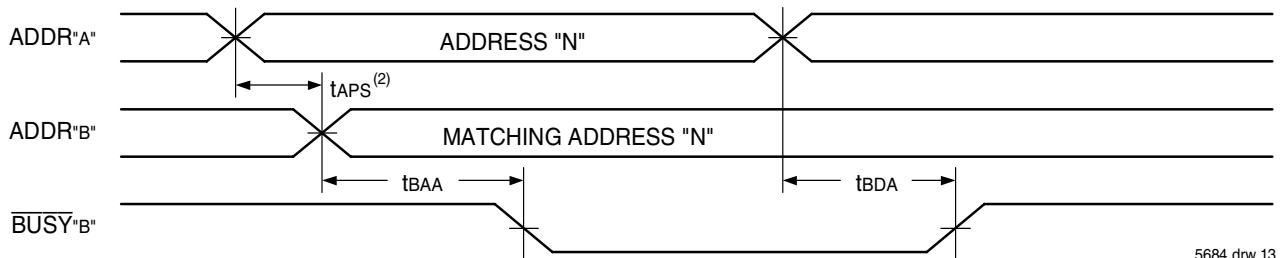 ADDR"A"
ADDRESS "N"
tAPS(2)
ADDR"B"
MATCHING ADDRESS "N"
tBAA
tBDA
BUSY"B"
5684 drw 13